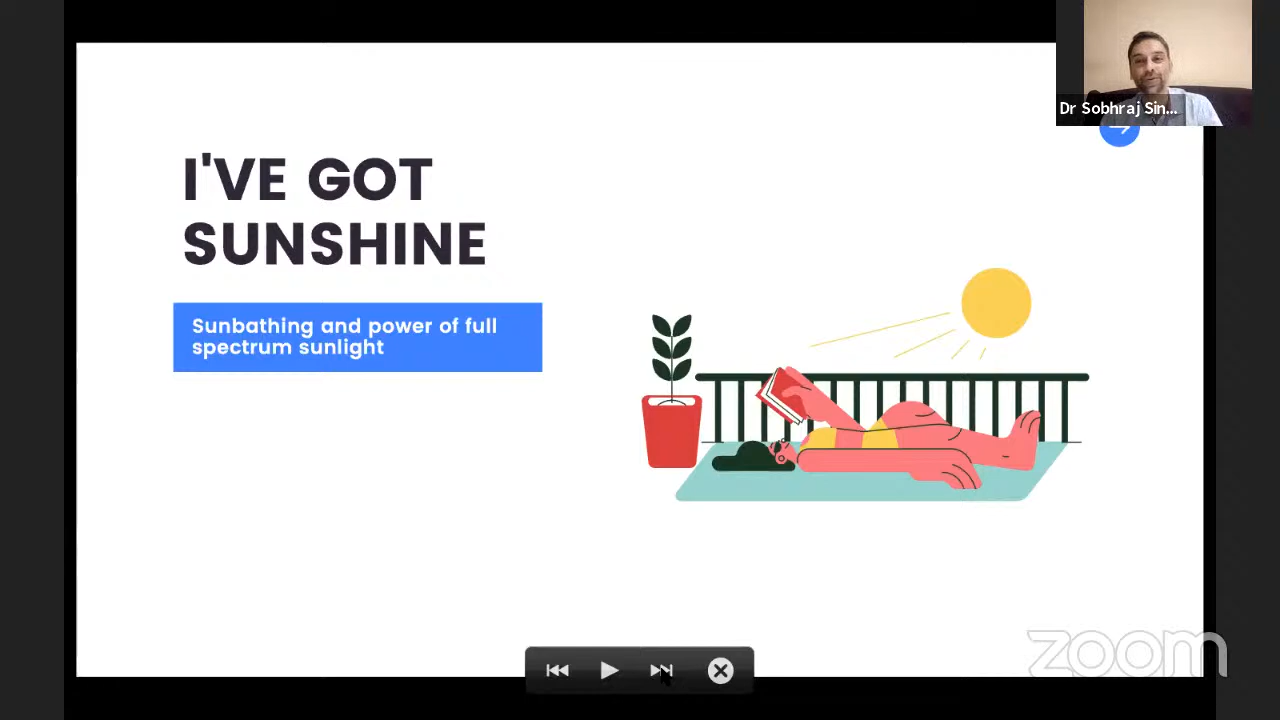 Dr Sobhraj Sin...
I'VE GOT
SUNSHINE
Sunbathing and power of full
spectrum sunlight
zoom